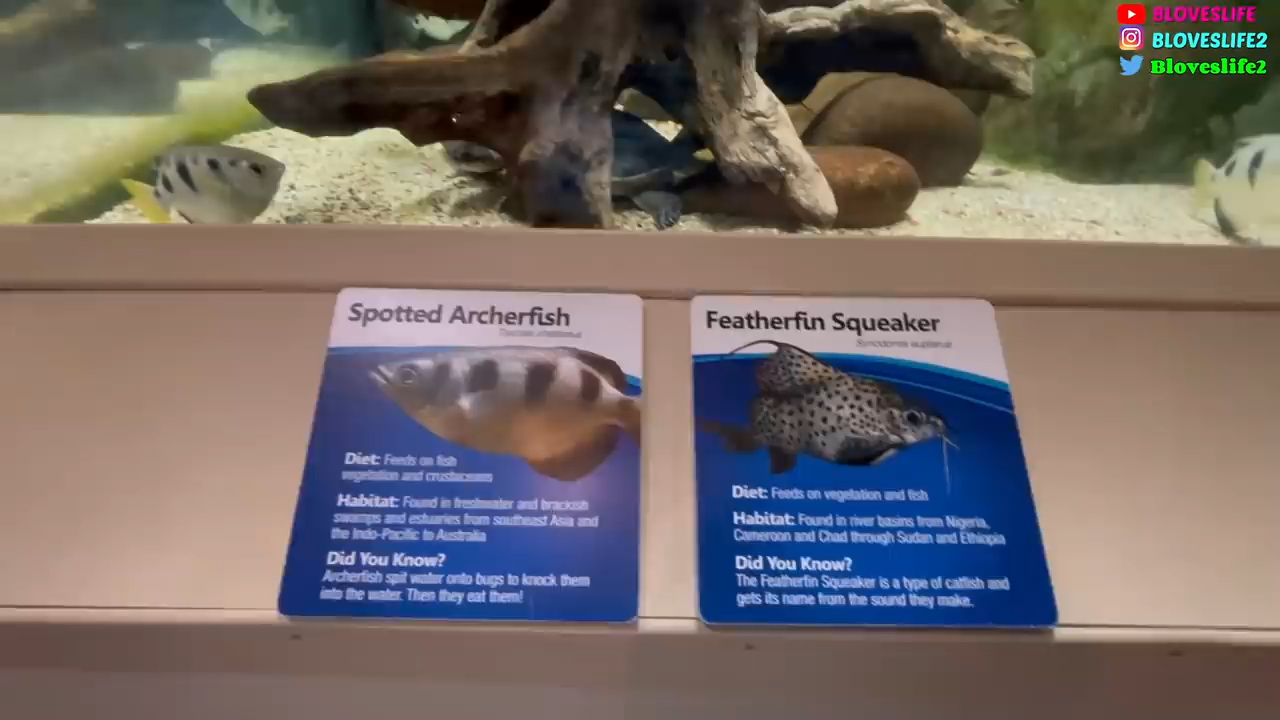 BLOVESLIFE
BLOVESLIFE2
Bloveslife2
Spotted Archerfish
Diet: Feeds on fish
vegetation and crustaceans
Habitat: Found in freshwater and brackish
swamps and estuaries from southeast Asia and
the Indo-Pacific to Australia
Did You Know?
Archerfish spit water onto bugs to knock them
into the water. Then they eat them!
Featherfin Squeaker
Synodontis
Diet: Feeds on vegetation and fish
Habitat: Found in river basins from Nigeria,
Cameroon and Chad through Sudan and Ethiopia
Did You Know?
The Featherfin Squeaker is a type of catfish and
gets its name from the sound they make.